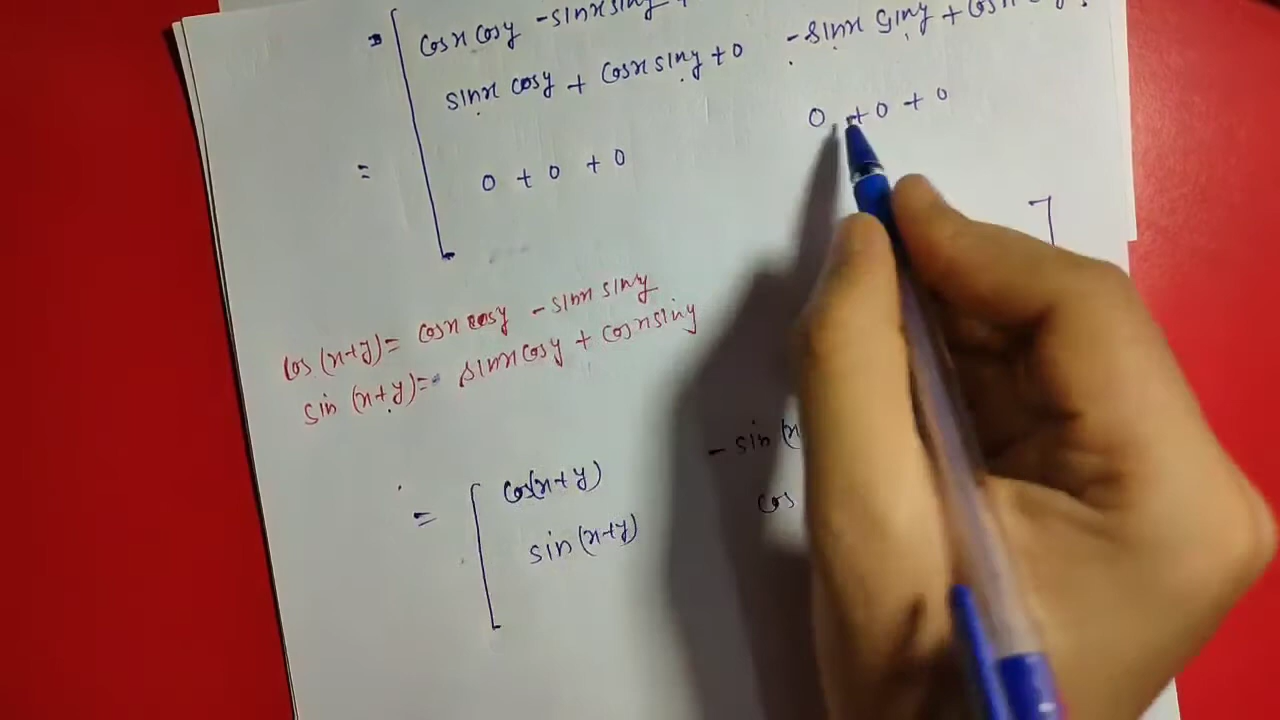 = [ cosx cosy - sinx siny
sinx cosy + cosx siny + 0 - sinx siny + cosx
= 0 + 0 + 0 0 + 0 + 0
]
cos (x+y) = cosx cosy - sinx siny
sin (x+y) = sinx cosy + cosx siny
= [ cos(x+y) - sin (x
sin (x+y) cos